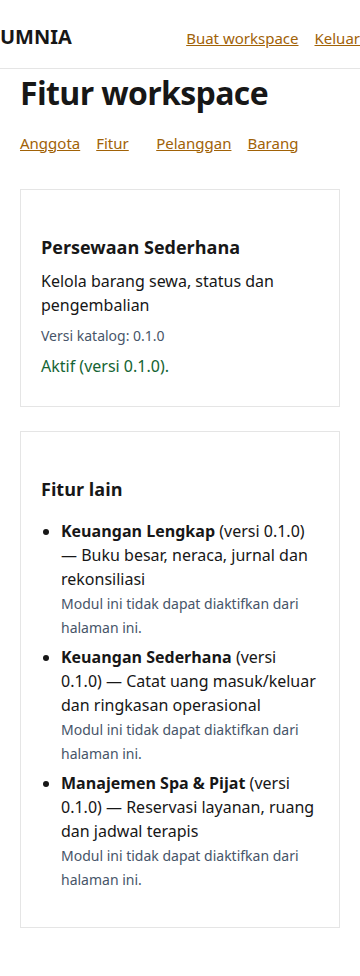 UMNIA Buat workspace Keluar
Fitur workspace
Anggota Fitur Pelanggan Barang
Persewaan Sederhana
Kelola barang sewa, status dan
pengembalian
Versi katalog: 0.1.0
Aktif (versi 0.1.0).
Fitur lain
Keuangan Lengkap (versi 0.1.0)
— Buku besar, neraca, jurnal dan
rekonsiliasi
Modul ini tidak dapat diaktifkan dari
halaman ini.
Keuangan Sederhana (versi
0.1.0) — Catat uang masuk/keluar
dan ringkasan operasional
Modul ini tidak dapat diaktifkan dari
halaman ini.
Manajemen Spa & Pijat (versi
0.1.0) — Reservasi layanan, ruang
dan jadwal terapis
Modul ini tidak dapat diaktifkan dari
halaman ini.